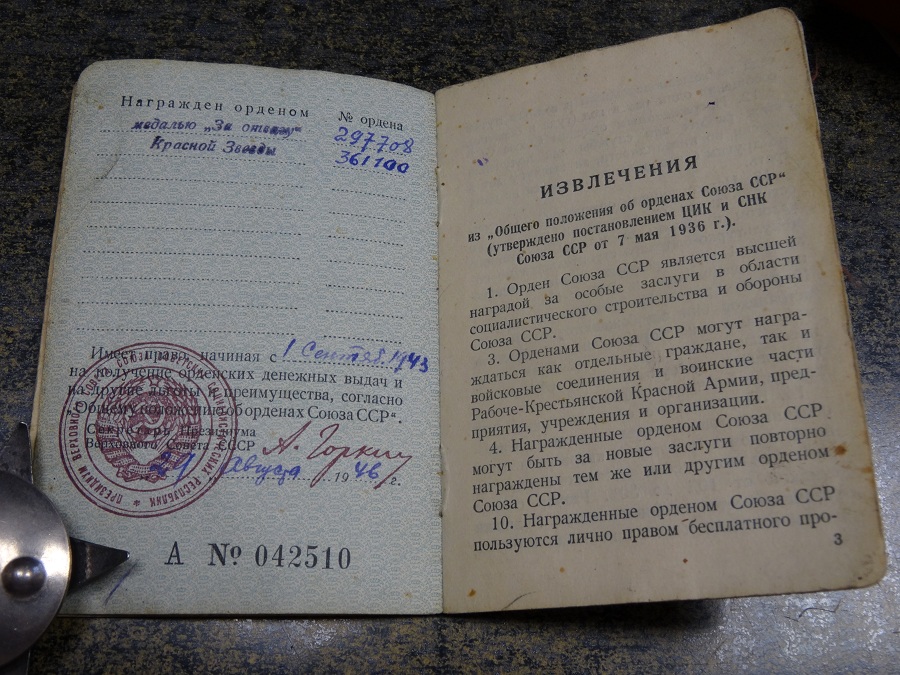 Награжден орденом № ордена
медалью „За отвагу“ 297708
Красной Звезды 361100
Имеет право, начиная с 1 Сентяб. 1943
на получение орденских денежных выдач и
на другие льготы и преимущества, согласно
„Общему положению об орденах Союза ССР“.
Секретарь Президиума
Верховного Совета СССР А. Горкин
29 Августа 1946 г.
А № 042510
ИЗВЛЕЧЕНИЯ
из „Общего положения об орденах Союза ССР“
(утверждено постановлением ЦИК и СНК
Союза ССР от 7 мая 1936 г.).
1. Орден Союза ССР является высшей
наградой за особые заслуги в области
социалистического строительства и обороны
Союза ССР.
3. Орденами Союза ССР могут награ-
ждаться как отдельные граждане, так и
войсковые соединения и воинские части
Рабоче-Крестьянской Красной Армии, пред-
приятия, учреждения и организации.
4. Награжденные орденом Союза ССР
могут быть за новые заслуги повторно
награждены тем же или другим орденом
Союза ССР.
10. Награжденные орденом Союза ССР
пользуются лично правом бесплатного про-
3